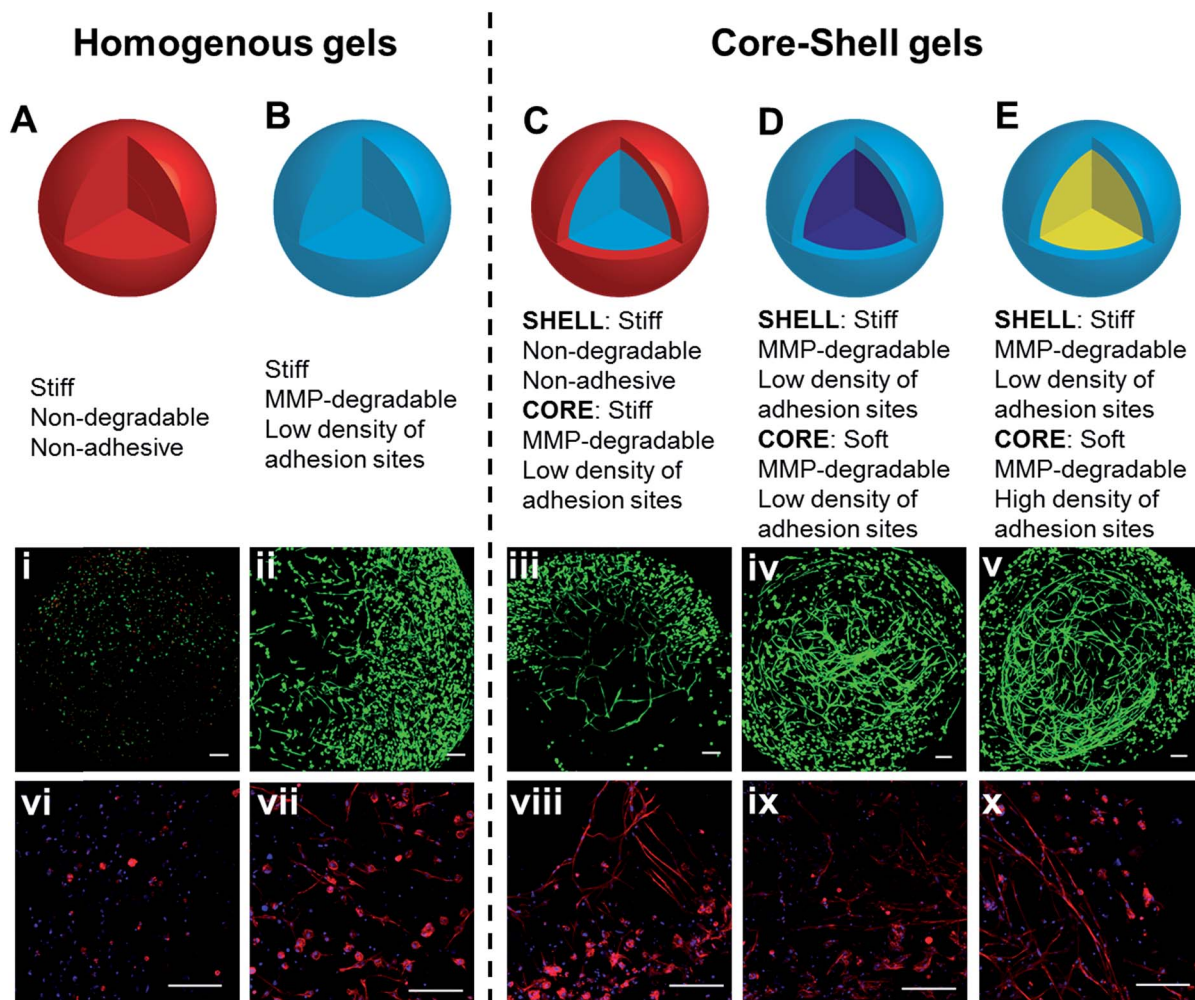 Homogenous gels
Core-Shell gels
A
B
C
D
E
Stiff
Non-degradable
Non-adhesive
Stiff
MMP-degradable
Low density of
adhesion sites
SHELL: Stiff
Non-degradable
Non-adhesive
CORE: Stiff
MMP-degradable
Low density of
adhesion sites
SHELL: Stiff
MMP-degradable
Low density of
adhesion sites
CORE: Soft
MMP-degradable
Low density of
adhesion sites
SHELL: Stiff
MMP-degradable
Low density of
adhesion sites
CORE: Soft
MMP-degradable
High density of
adhesion sites
i
ii
iii
iv
v
vi
vii
viii
ix
x